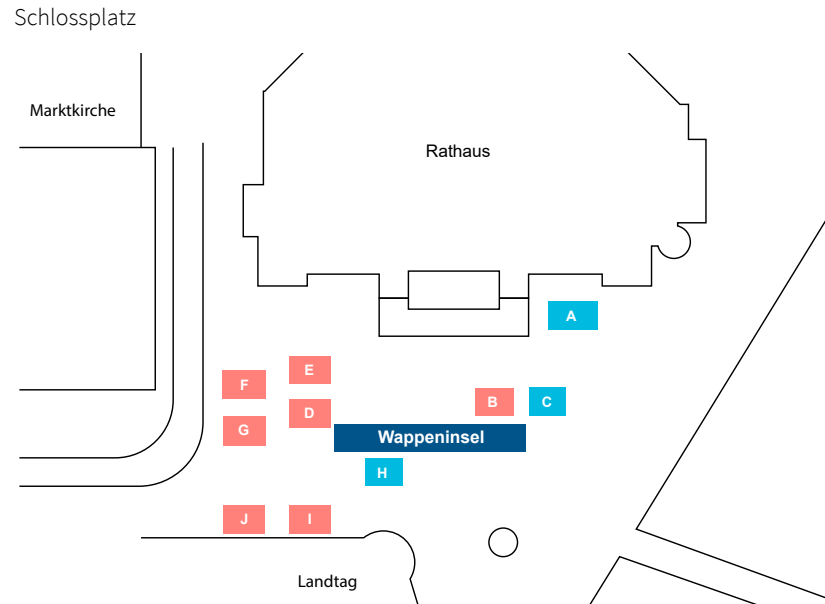 Schlossplatz
Marktkirche
Rathaus
A
E
F
B
C
D
G
Wappeninsel
H
J
I
Landtag